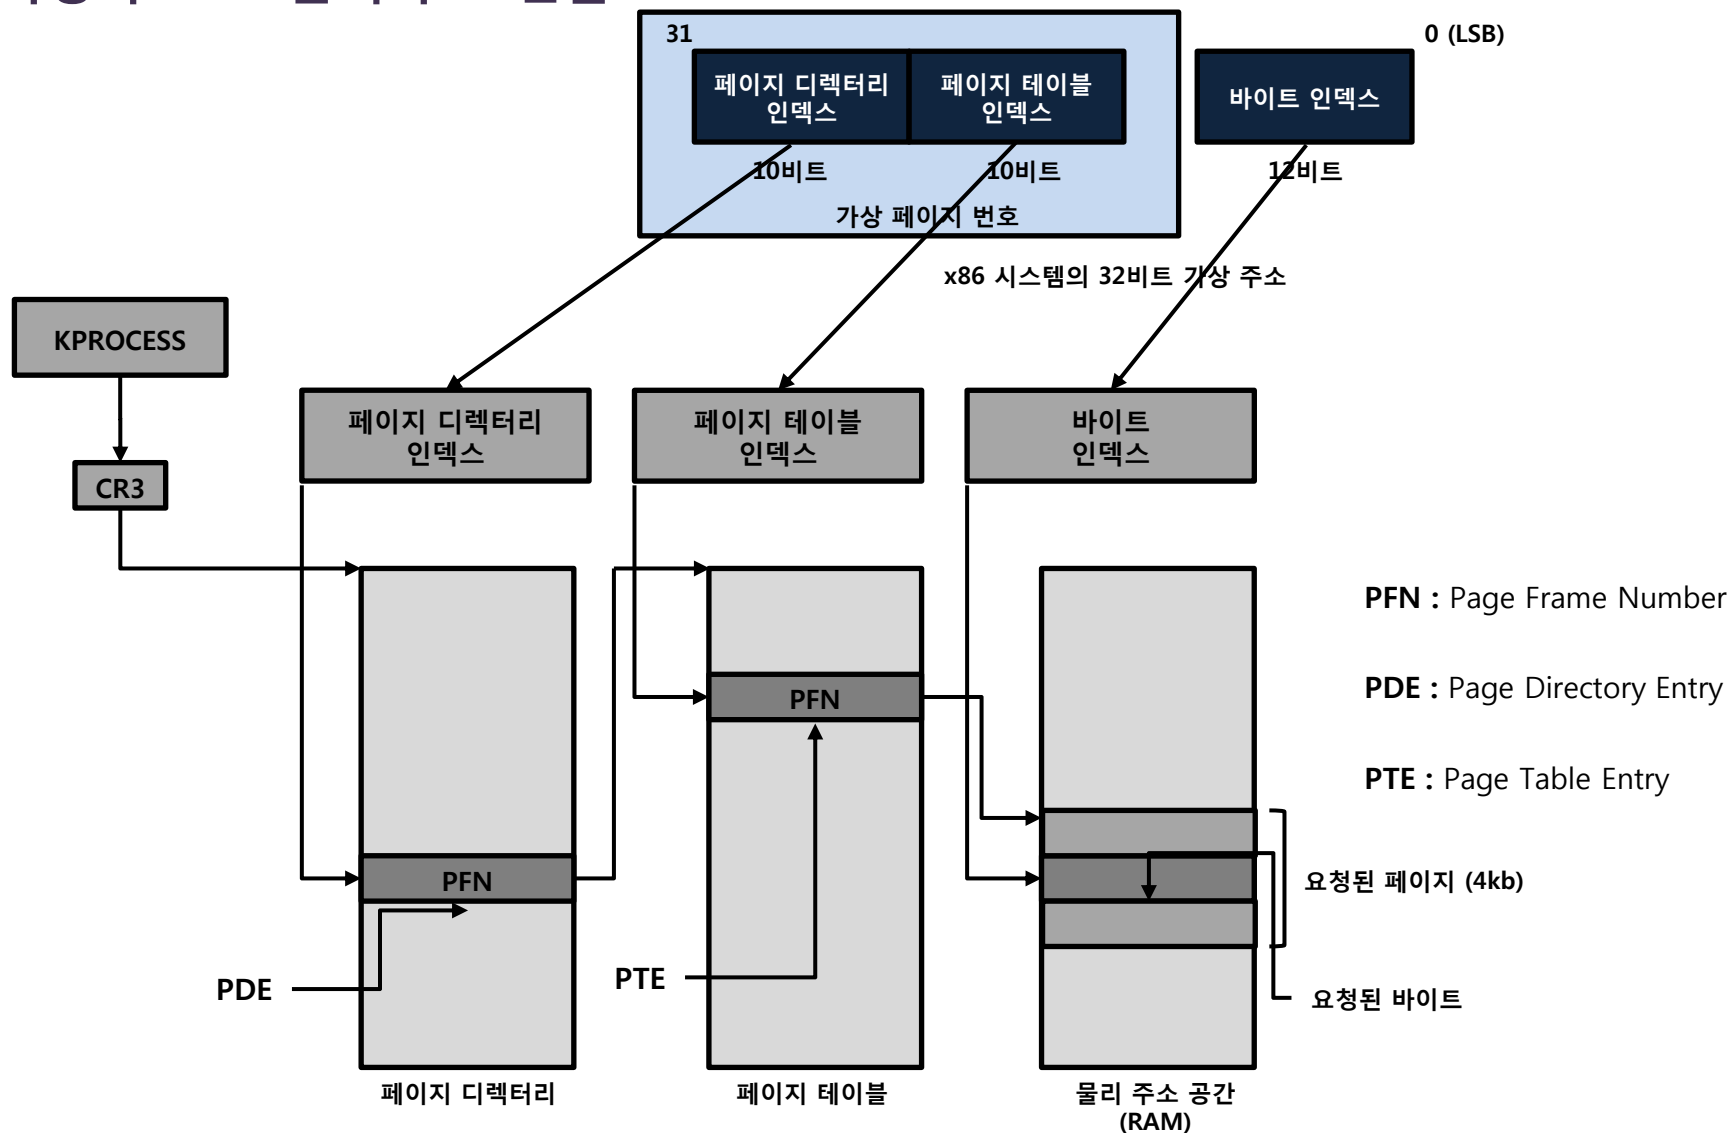 31
0 (LSB)
페이지 디렉터리
인덱스
페이지 테이블
인덱스
바이트 인덱스
10비트
10비트
12비트
가상 페이지 번호
x86 시스템의 32비트 가상 주소
KPROCESS
CR3
페이지 디렉터리
인덱스
페이지 테이블
인덱스
바이트
인덱스
PFN : Page Frame Number
PDE : Page Directory Entry
PTE : Page Table Entry
PFN
PFN
요청된 페이지 (4kb)
PDE
PTE
요청된 바이트
페이지 디렉터리
페이지 테이블
물리 주소 공간
(RAM)